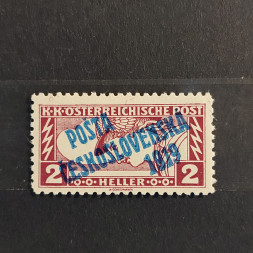 K·K·ÖSTERREICHISCHE POST
POŠTA
ČESKOSLOVENSKÁ
1919
2 HELLER 2